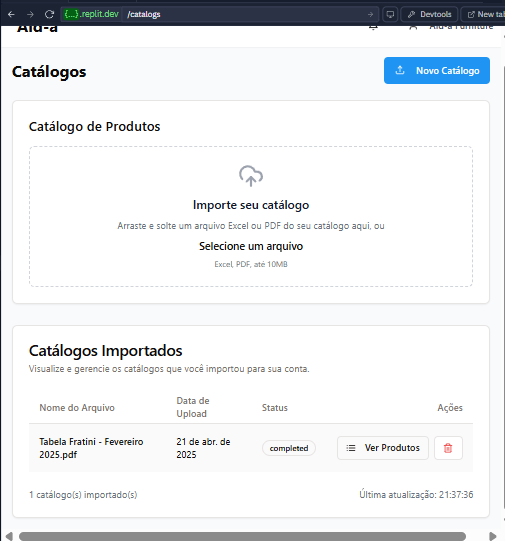 {...}.replit.dev /catalogs
Devtools
New tab
Aid-a
Aid-a Furniture
Catálogos
Novo Catálogo
Catálogo de Produtos
Importe seu catálogo
Arraste e solte um arquivo Excel ou PDF do seu catálogo aqui, ou
Selecione um arquivo
Excel, PDF, até 10MB
Catálogos Importados
Visualize e gerencie os catálogos que você importou para sua conta.
Nome do Arquivo
Data de
Upload
Status
Ações
Tabela Fratini - Fevereiro
2025.pdf
21 de abr. de
2025
completed
Ver Produtos
1 catálogo(s) importado(s)
Última atualização: 21:37:36